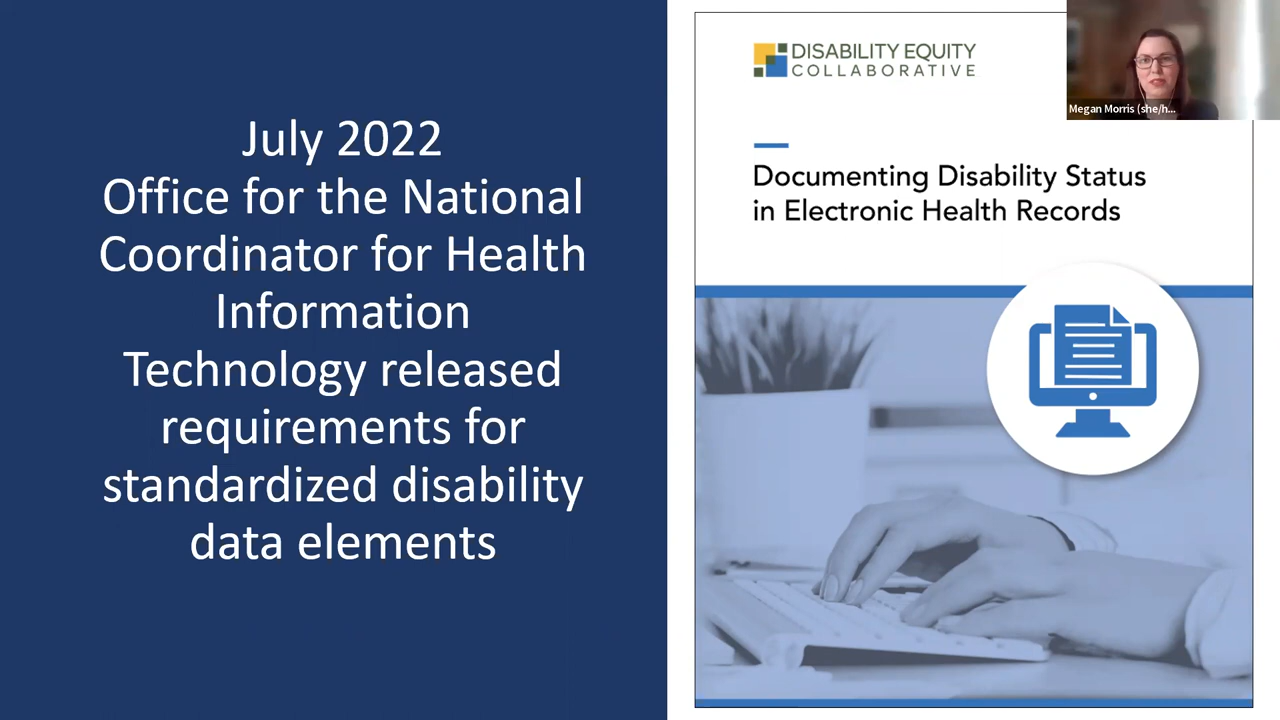 July 2022
Office for the National
Coordinator for Health
Information
Technology released
requirements for
standardized disability
data elements
DISABILITY EQUITY
COLLABORATIVE
Documenting Disability Status
in Electronic Health Records
Megan Morris (she/h...